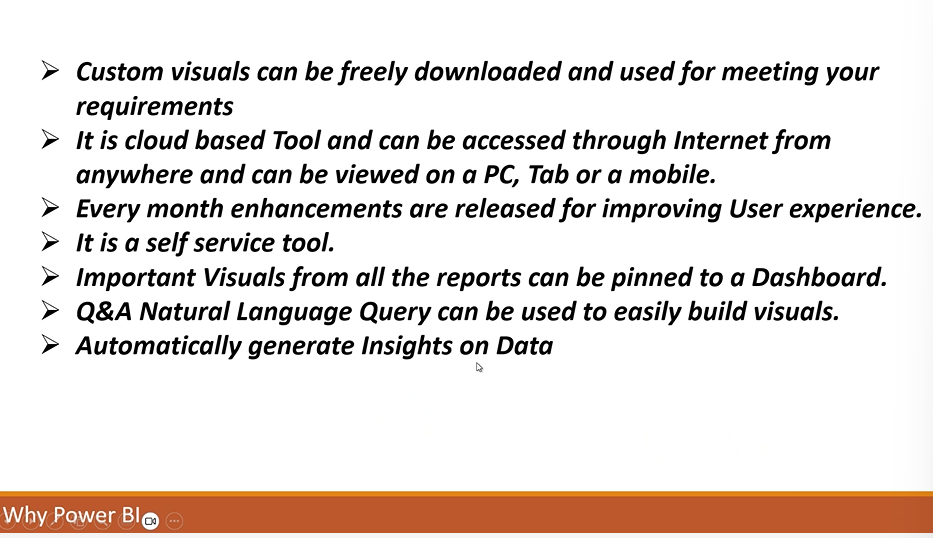 Custom visuals can be freely downloaded and used for meeting your
requirements
It is cloud based Tool and can be accessed through Internet from
anywhere and can be viewed on a PC, Tab or a mobile.
Every month enhancements are released for improving User experience.
It is a self service tool.
Important Visuals from all the reports can be pinned to a Dashboard.
Q&A Natural Language Query can be used to easily build visuals.
Automatically generate Insights on Data
Why Power BI